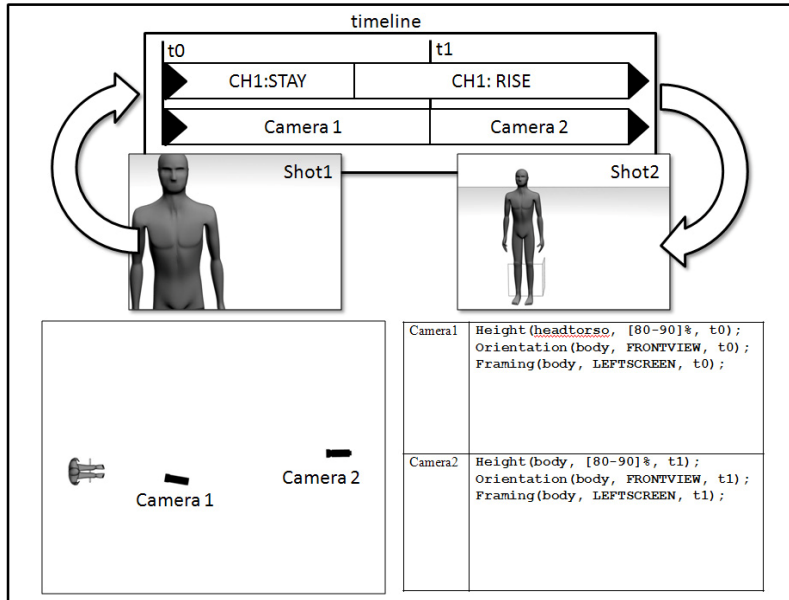 timeline
t0 t1
CH1:STAY CH1: RISE
Camera 1 Camera 2
Shot1 Shot2
Camera 1
Camera 2
Camera1 Height(headtorso, [80-90]%, t0);
Orientation(body, FRONTVIEW, t0);
Framing(body, LEFTSCREEN, t0);
Camera2 Height(body, [80-90]%, t1);
Orientation(body, FRONTVIEW, t1);
Framing(body, LEFTSCREEN, t1);